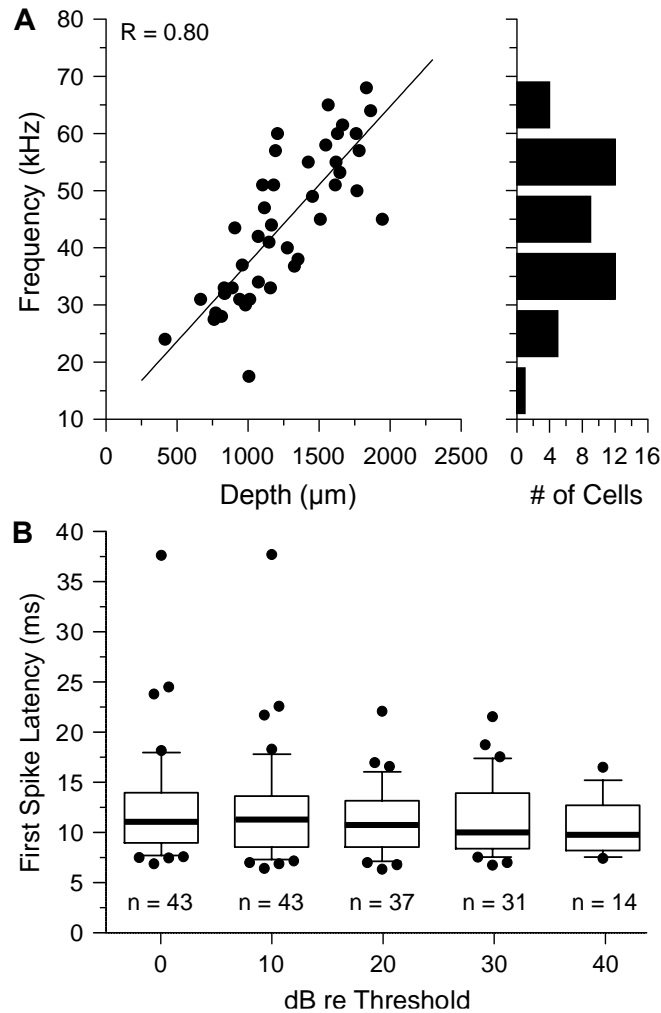 A
R = 0.80
80
70
60
50
40
30
20
10
Frequency (kHz)
0 500 1000 1500 2000 2500
Depth (µm)
0 4 8 12 16
# of Cells
B
40
35
30
25
20
15
10
5
0
First Spike Latency (ms)
n = 43 n = 43 n = 37 n = 31 n = 14
0 10 20 30 40
dB re Threshold